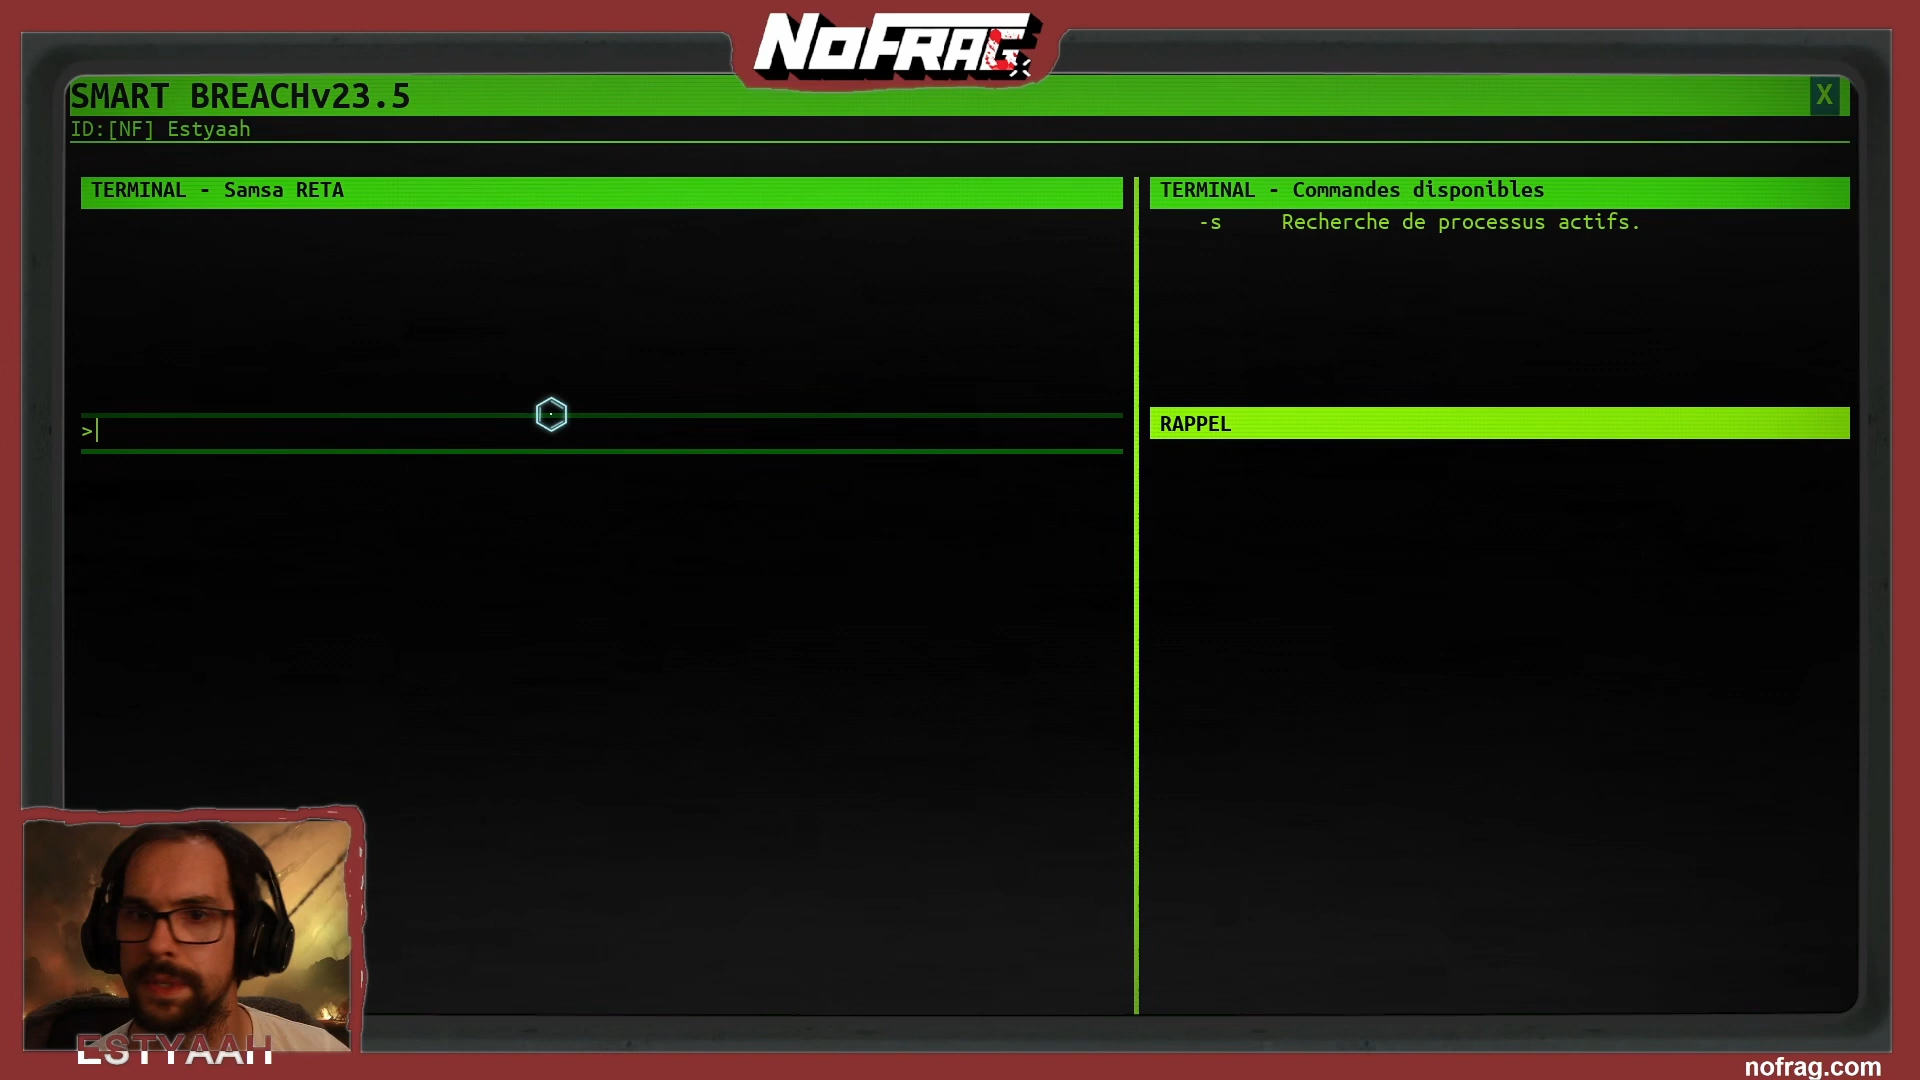 NOFRAG
SMART BREACHv23.5
X
ID:[NF] Estyaah
TERMINAL - Samsa RETA
>
TERMINAL - Commandes disponibles
-s Recherche de processus actifs.
RAPPEL
ESTYAAH
nofrag.com